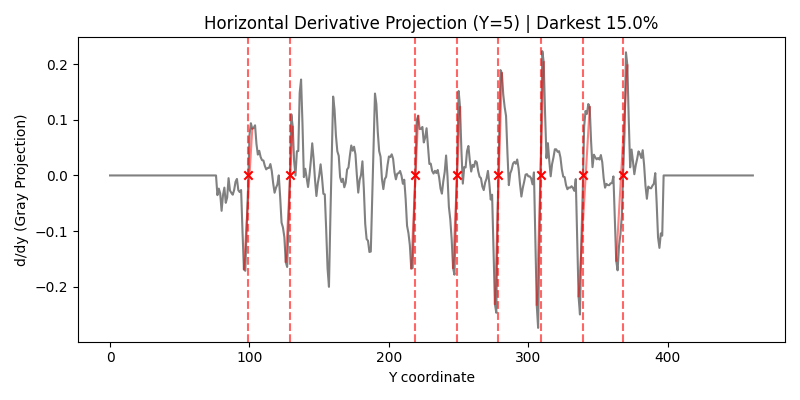 Horizontal Derivative Projection (Y=5) | Darkest 15.0%
d/dy (Gray Projection)
0.2
0.1
0.0
−0.1
−0.2
0 100 200 300 400
Y coordinate